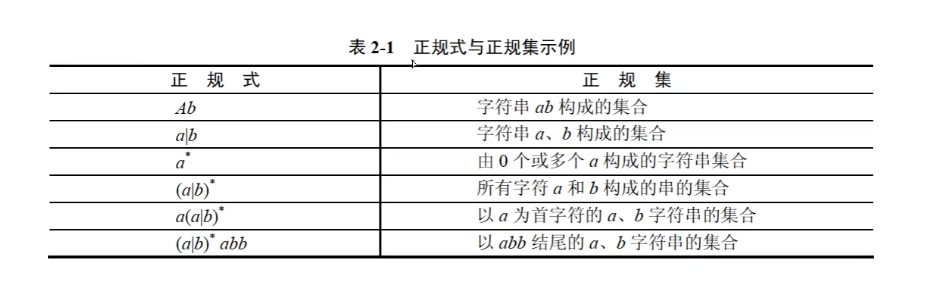 表 2-1 正规式与正规集示例
正 规 式 正 规 集
Ab 字符串 ab 构成的集合
a|b 字符串 a、b 构成的集合
a* 由 0 个或多个 a 构成的字符串集合
(a|b)* 所有字符 a 和 b 构成的串的集合
a(a|b)* 以 a 为首字符的 a、b 字符串的集合
(a|b)* abb 以 abb 结尾的 a、b 字符串的集合